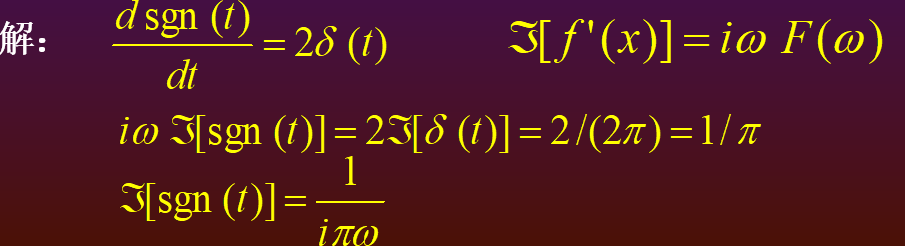 解： d sgn (t) / dt = 2δ (t)    ℑ[f '(x)] = iω F(ω)
iω ℑ[sgn (t)] = 2ℑ[δ (t)] = 2/(2π) = 1/π
ℑ[sgn (t)] = 1 / iπω